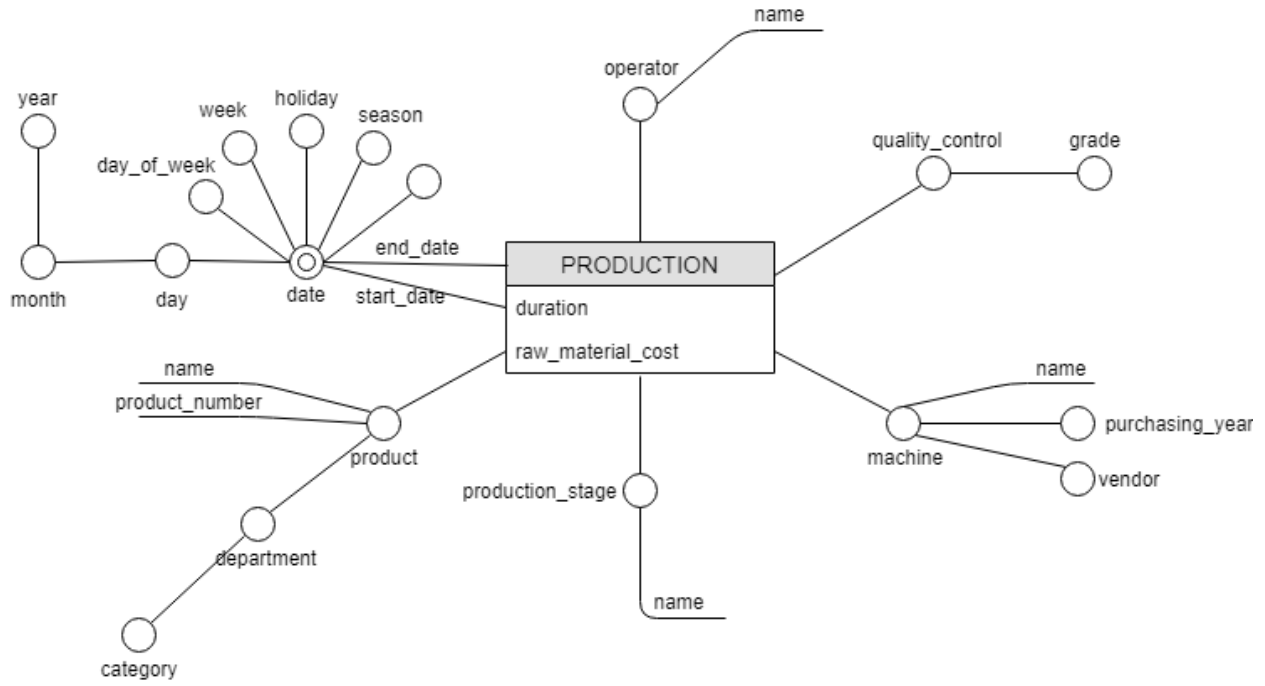 name
operator
year
week
holiday
season
day_of_week
quality_control
grade
end_date
PRODUCTION
month
day
date
start_date
duration
raw_material_cost
name
product_number
product
name
purchasing_year
machine
vendor
production_stage
department
name
category